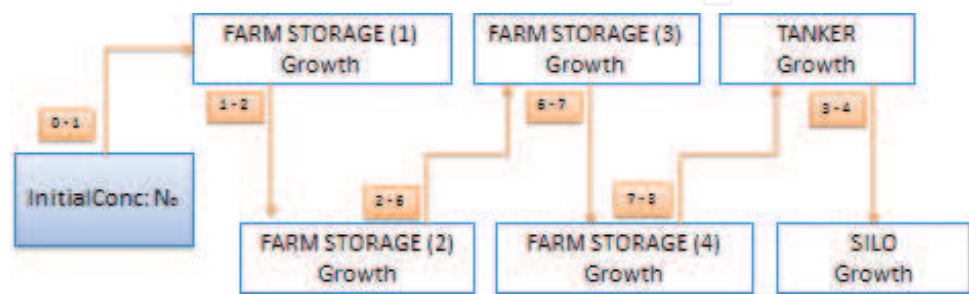 FARM STORAGE (1)
Growth
FARM STORAGE (3)
Growth
TANKER
Growth
0 - 1
1 - 2
6 - 7
3 - 4
InitialConc: N₀
2 - 6
7 - 3
FARM STORAGE (2)
Growth
FARM STORAGE (4)
Growth
SILO
Growth